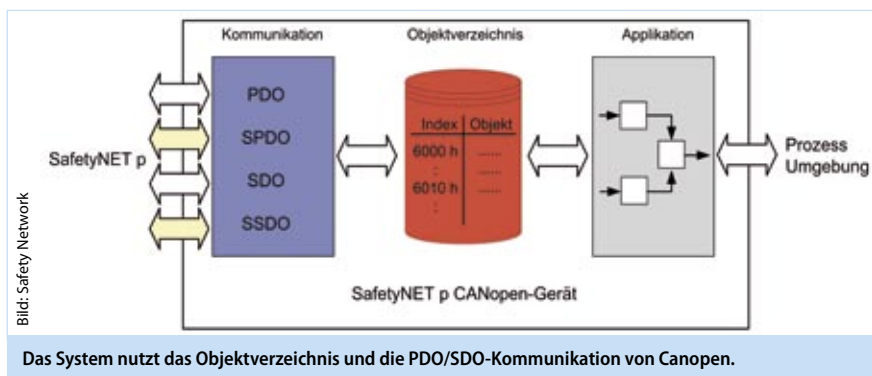 Kommunikation
Objektverzeichnis
Applikation
SafetyNET p
PDO
SPDO
SDO
SSDO
Index Objekt
6000 h ......
: ......
6010 h ......
:
Prozess
Umgebung
SafetyNET p CANopen-Gerät
Bild: Safety Network
Das System nutzt das Objektverzeichnis und die PDO/SDO-Kommunikation von Canopen.